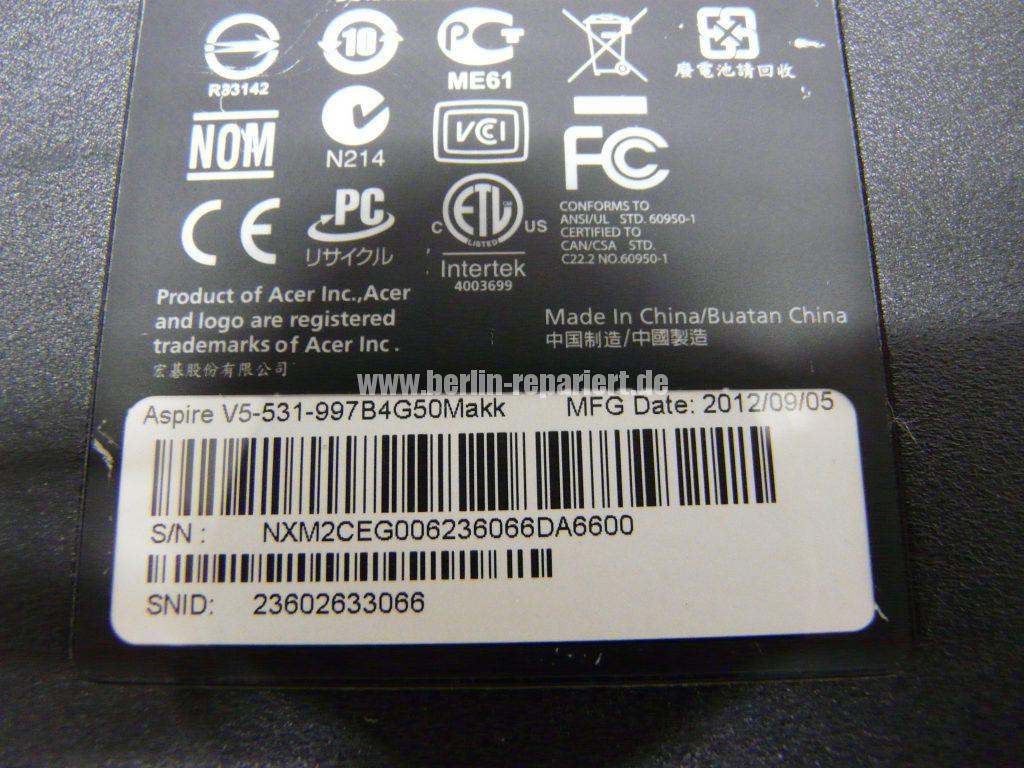 10
R33142
PCT
ME61
廢電池請回收
NOM
N214
VCI
FC
CE
PC
リサイクル
C ETL US
LISTED
Intertek
4003699
CONFORMS TO
ANSI/UL STD. 60950-1
CERTIFIED TO
CAN/CSA STD.
C22.2 NO.60950-1
Product of Acer Inc.,Acer
and logo are registered
trademarks of Acer Inc.
宏碁股份有限公司
Made In China/Buatan China
中国制造/中國製造
www.berlin-repariert.de
Aspire V5-531-997B4G50Makk MFG Date: 2012/09/05
S/N : NXM2CEG006236066DA6600
SNID: 23602633066